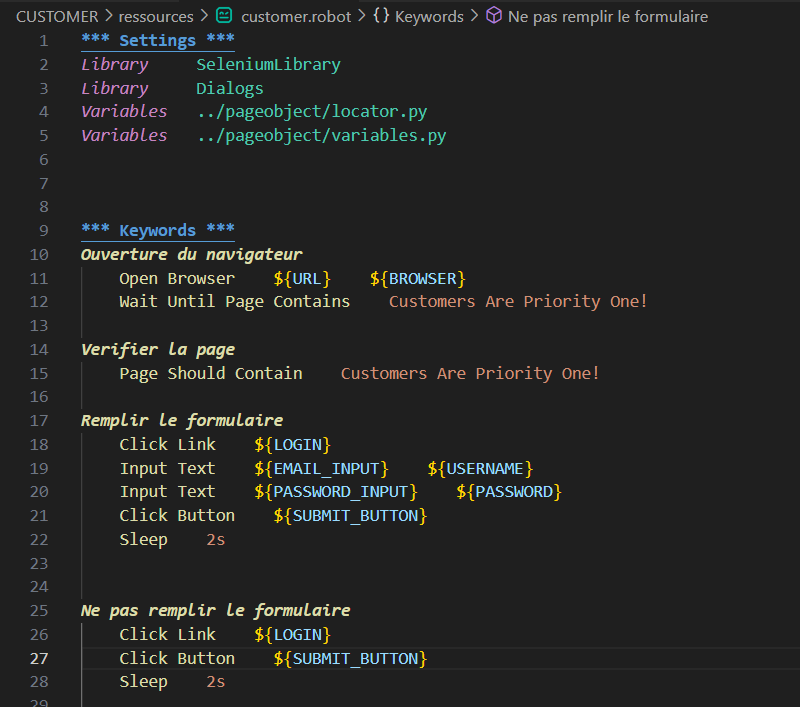 CUSTOMER > ressources > customer.robot > {} Keywords > Ne pas remplir le formulaire
1 *** Settings ***
2 Library SeleniumLibrary
3 Library Dialogs
4 Variables ../pageobject/locator.py
5 Variables ../pageobject/variables.py
6
7
8
9 *** Keywords ***
10 Ouverture du navigateur
11 Open Browser ${URL} ${BROWSER}
12 Wait Until Page Contains Customers Are Priority One!
13
14 Verifier la page
15 Page Should Contain Customers Are Priority One!
16
17 Remplir le formulaire
18 Click Link ${LOGIN}
19 Input Text ${EMAIL_INPUT} ${USERNAME}
20 Input Text ${PASSWORD_INPUT} ${PASSWORD}
21 Click Button ${SUBMIT_BUTTON}
22 Sleep 2s
23
24
25 Ne pas remplir le formulaire
26 Click Link ${LOGIN}
27 Click Button ${SUBMIT_BUTTON}
28 Sleep 2s
29